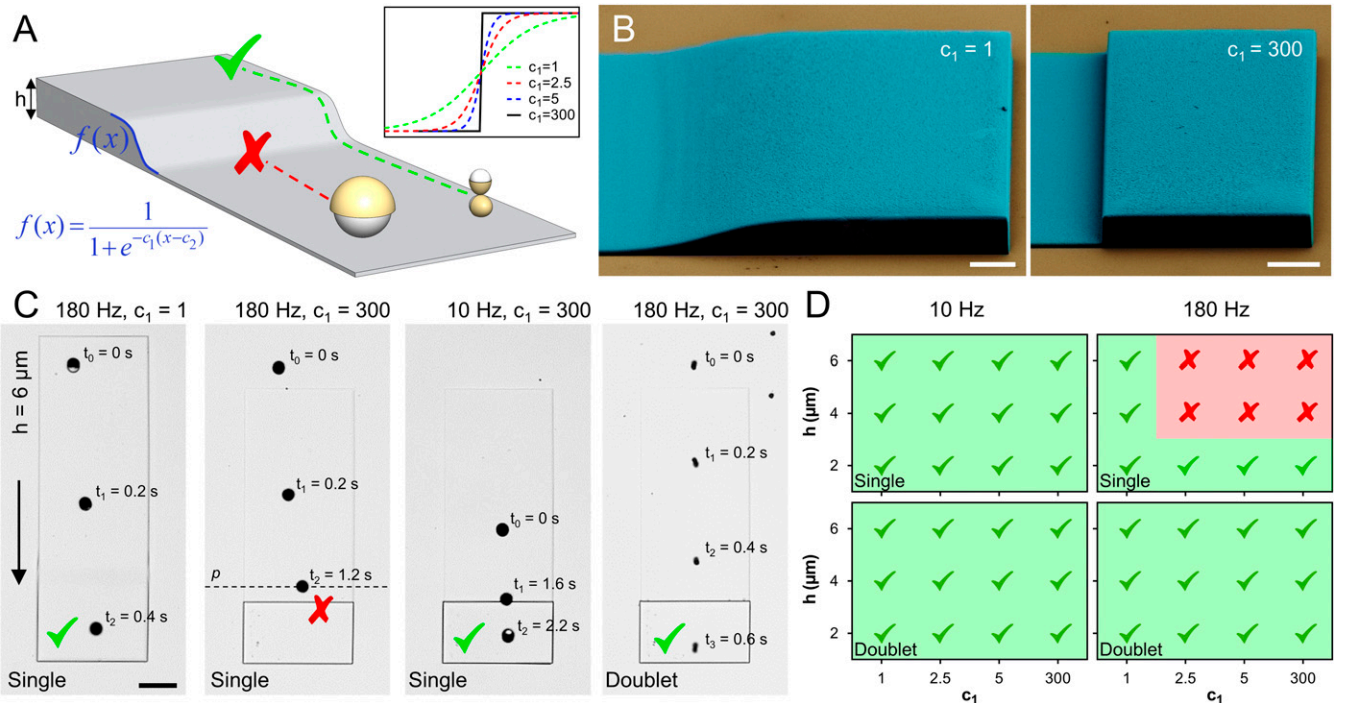 A
h
f(x)
f(x)= 1 / 1+e^{-c₁(x-c₂)}
c₁=1
c₁=2.5
c₁=5
c₁=300
B
c₁ = 1
c₁ = 300
C
180 Hz, c₁ = 1
180 Hz, c₁ = 300
10 Hz, c₁ = 300
180 Hz, c₁ = 300
h = 6 µm
t₀ = 0 s
t₁ = 0.2 s
t₂ = 0.4 s
Single
t₀ = 0 s
t₁ = 0.2 s
p
t₂ = 1.2 s
Single
t₀ = 0 s
t₁ = 1.6 s
t₂ = 2.2 s
Single
t₀ = 0 s
t₁ = 0.2 s
t₂ = 0.4 s
t₃ = 0.6 s
Doublet
D
10 Hz
180 Hz
h (µm)
6
4
2
Single
Single
h (µm)
6
4
2
Doublet
Doublet
1 2.5 5 300
1 2.5 5 300
c₁
c₁